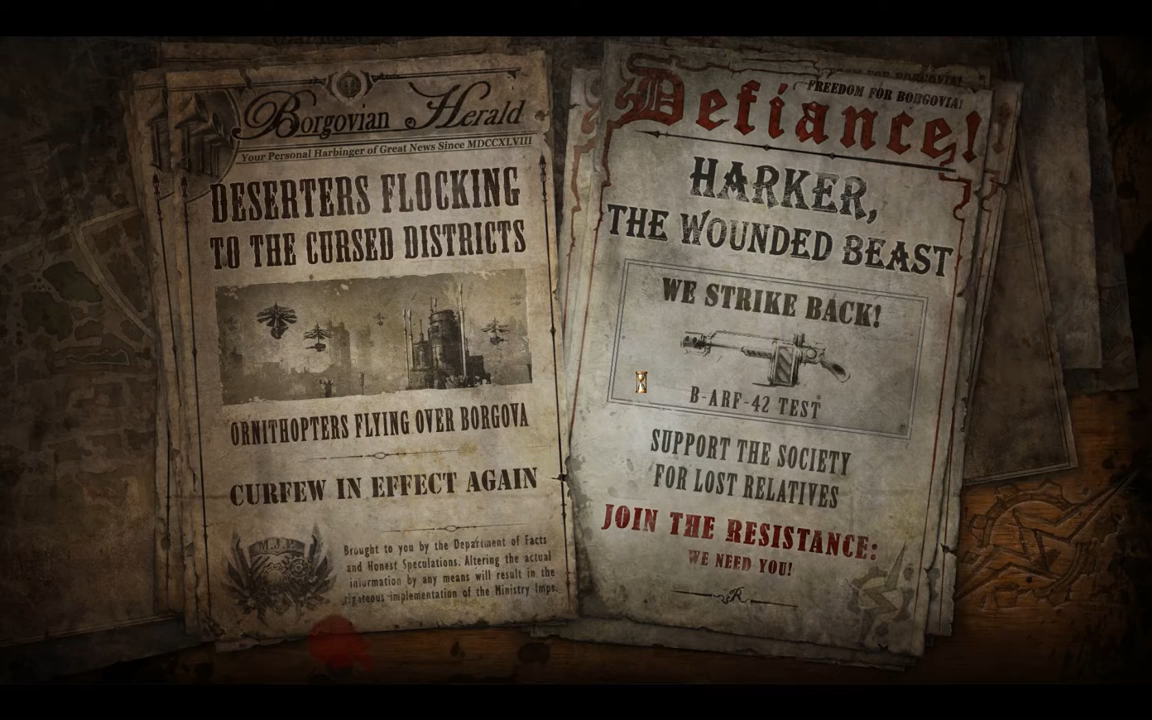 Borgovian Herald
Your Personal Harbinger of Great News Since MDCCXLVIII
DESERTERS FLOCKING
TO THE CURSED DISTRICTS
ORNITHOPTERS FLYING OVER BORGOVA
CURFEW IN EFFECT AGAIN
Brought to you by the Department of Facts
and Honest Speculations. Altering the actual
information by any means will result in the
rigateous implementation of the Ministry Imps.
FREEDOM FOR BORGOVIA!
Defiance!
HARKER,
THE WOUNDED BEAST
WE STRIKE BACK!
B-ARF-42 TEST
SUPPORT THE SOCIETY
FOR LOST RELATIVES
JOIN THE RESISTANCE:
WE NEED YOU!
R